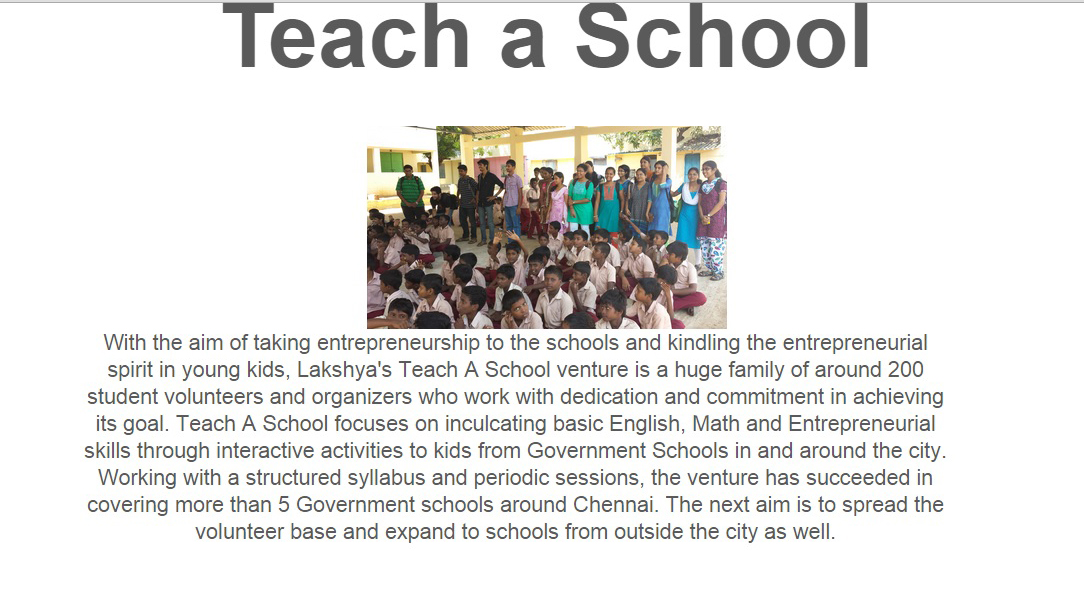 Teach a School
With the aim of taking entrepreneurship to the schools and kindling the entrepreneurial
spirit in young kids, Lakshya's Teach A School venture is a huge family of around 200
student volunteers and organizers who work with dedication and commitment in achieving
its goal. Teach A School focuses on inculcating basic English, Math and Entrepreneurial
skills through interactive activities to kids from Government Schools in and around the city.
Working with a structured syllabus and periodic sessions, the venture has succeeded in
covering more than 5 Government schools around Chennai. The next aim is to spread the
volunteer base and expand to schools from outside the city as well.